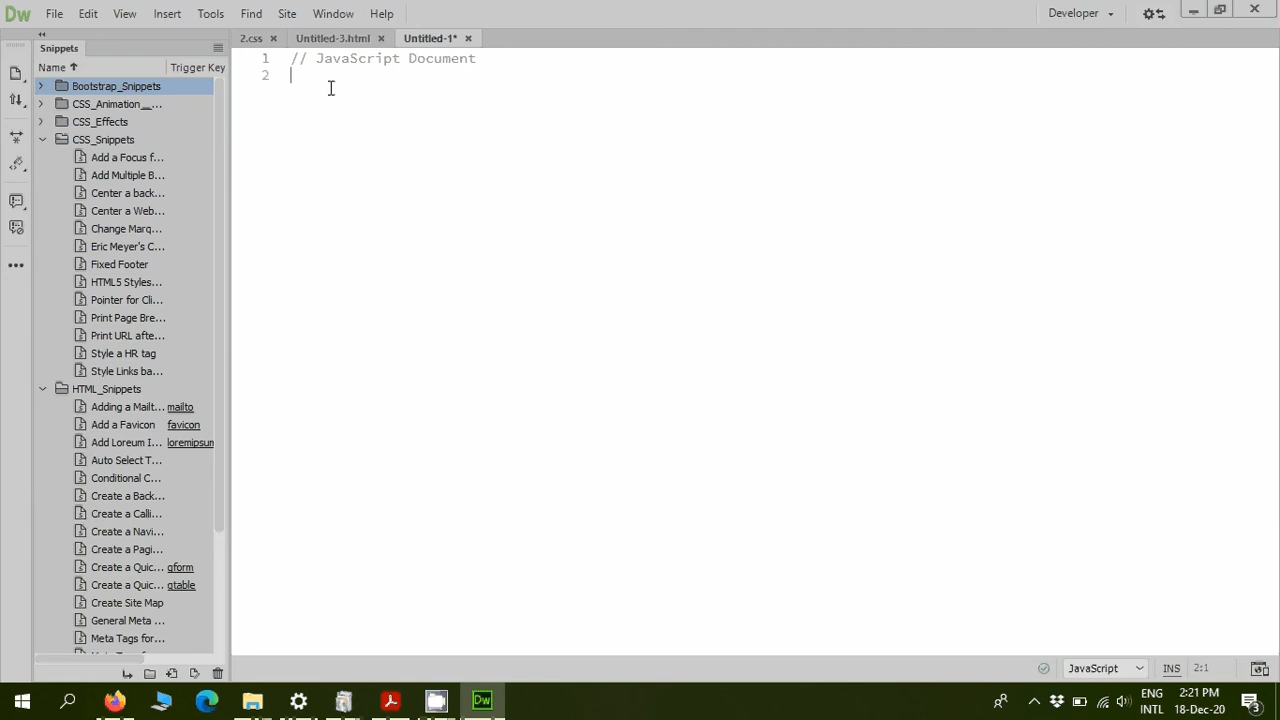 Dw File Edit View Insert Tools Find Site Window Help Developer
2.css Untitled-3.html Untitled-1*
Snippets
Name Trigger Key
Bootstrap_Snippets
CSS_Animation__...
CSS_Effects
CSS_Snippets
Add a Focus f...
Add Multiple B...
Center a back...
Center a Web...
Change Marq...
Eric Meyer's C...
Fixed Footer
HTML5 Styles...
Pointer for Cli...
Print Page Bre...
Print URL afte...
Style a HR tag
Style Links ba...
HTML_Snippets
Adding a Mailt... mailto
Add a Favicon favicon
Add Loreum I... loremipsum
Auto Select T...
Conditional C...
Create a Back...
Create a Calli...
Create a Navi...
Create a Pagi...
Create a Quic... qform
Create a Quic... qtable
Create Site Map
General Meta ...
Meta Tags for...
1 // JavaScript Document
2
JavaScript INS 2:1
Dw ENG 2:21 PM
INTL 18-Dec-20 3